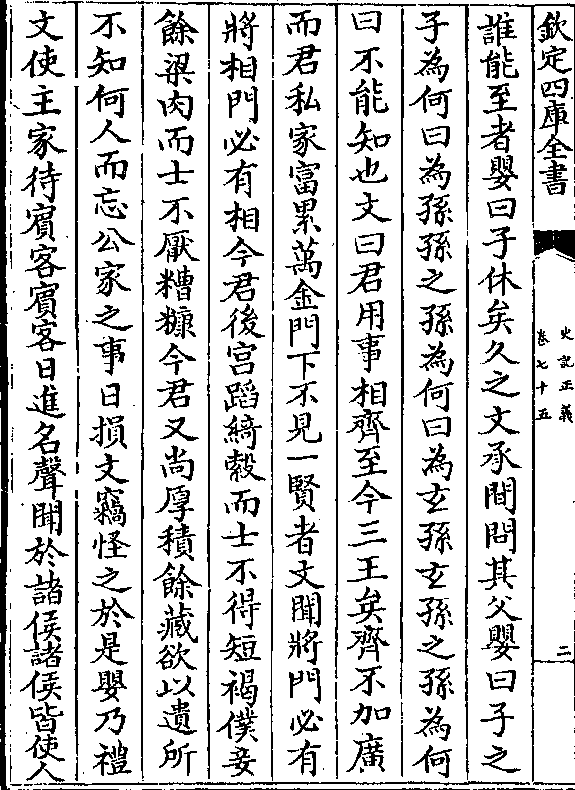 欽定四庫全書
史記正義
卷七十五
二
誰能至者嬰曰子休矣久之文承間問其父嬰曰子之
子為何曰為孫孫之孫為何曰為玄孫玄孫之孫為何
曰不能知也文曰君用事相齊至今三王矣齊不加廣
而君私家富累萬金門下不見一賢者文聞將門必有
將相門必有相今君後宮蹈綺縠而士不得短褐僕妾
餘粱肉而士不厭糟糠今君又尚厚積餘藏欲以遺所
不知何人而忘公家之事日損文竊怪之於是嬰乃禮
文使主家待賓客賓客日進名聲聞於諸侯諸侯皆使人